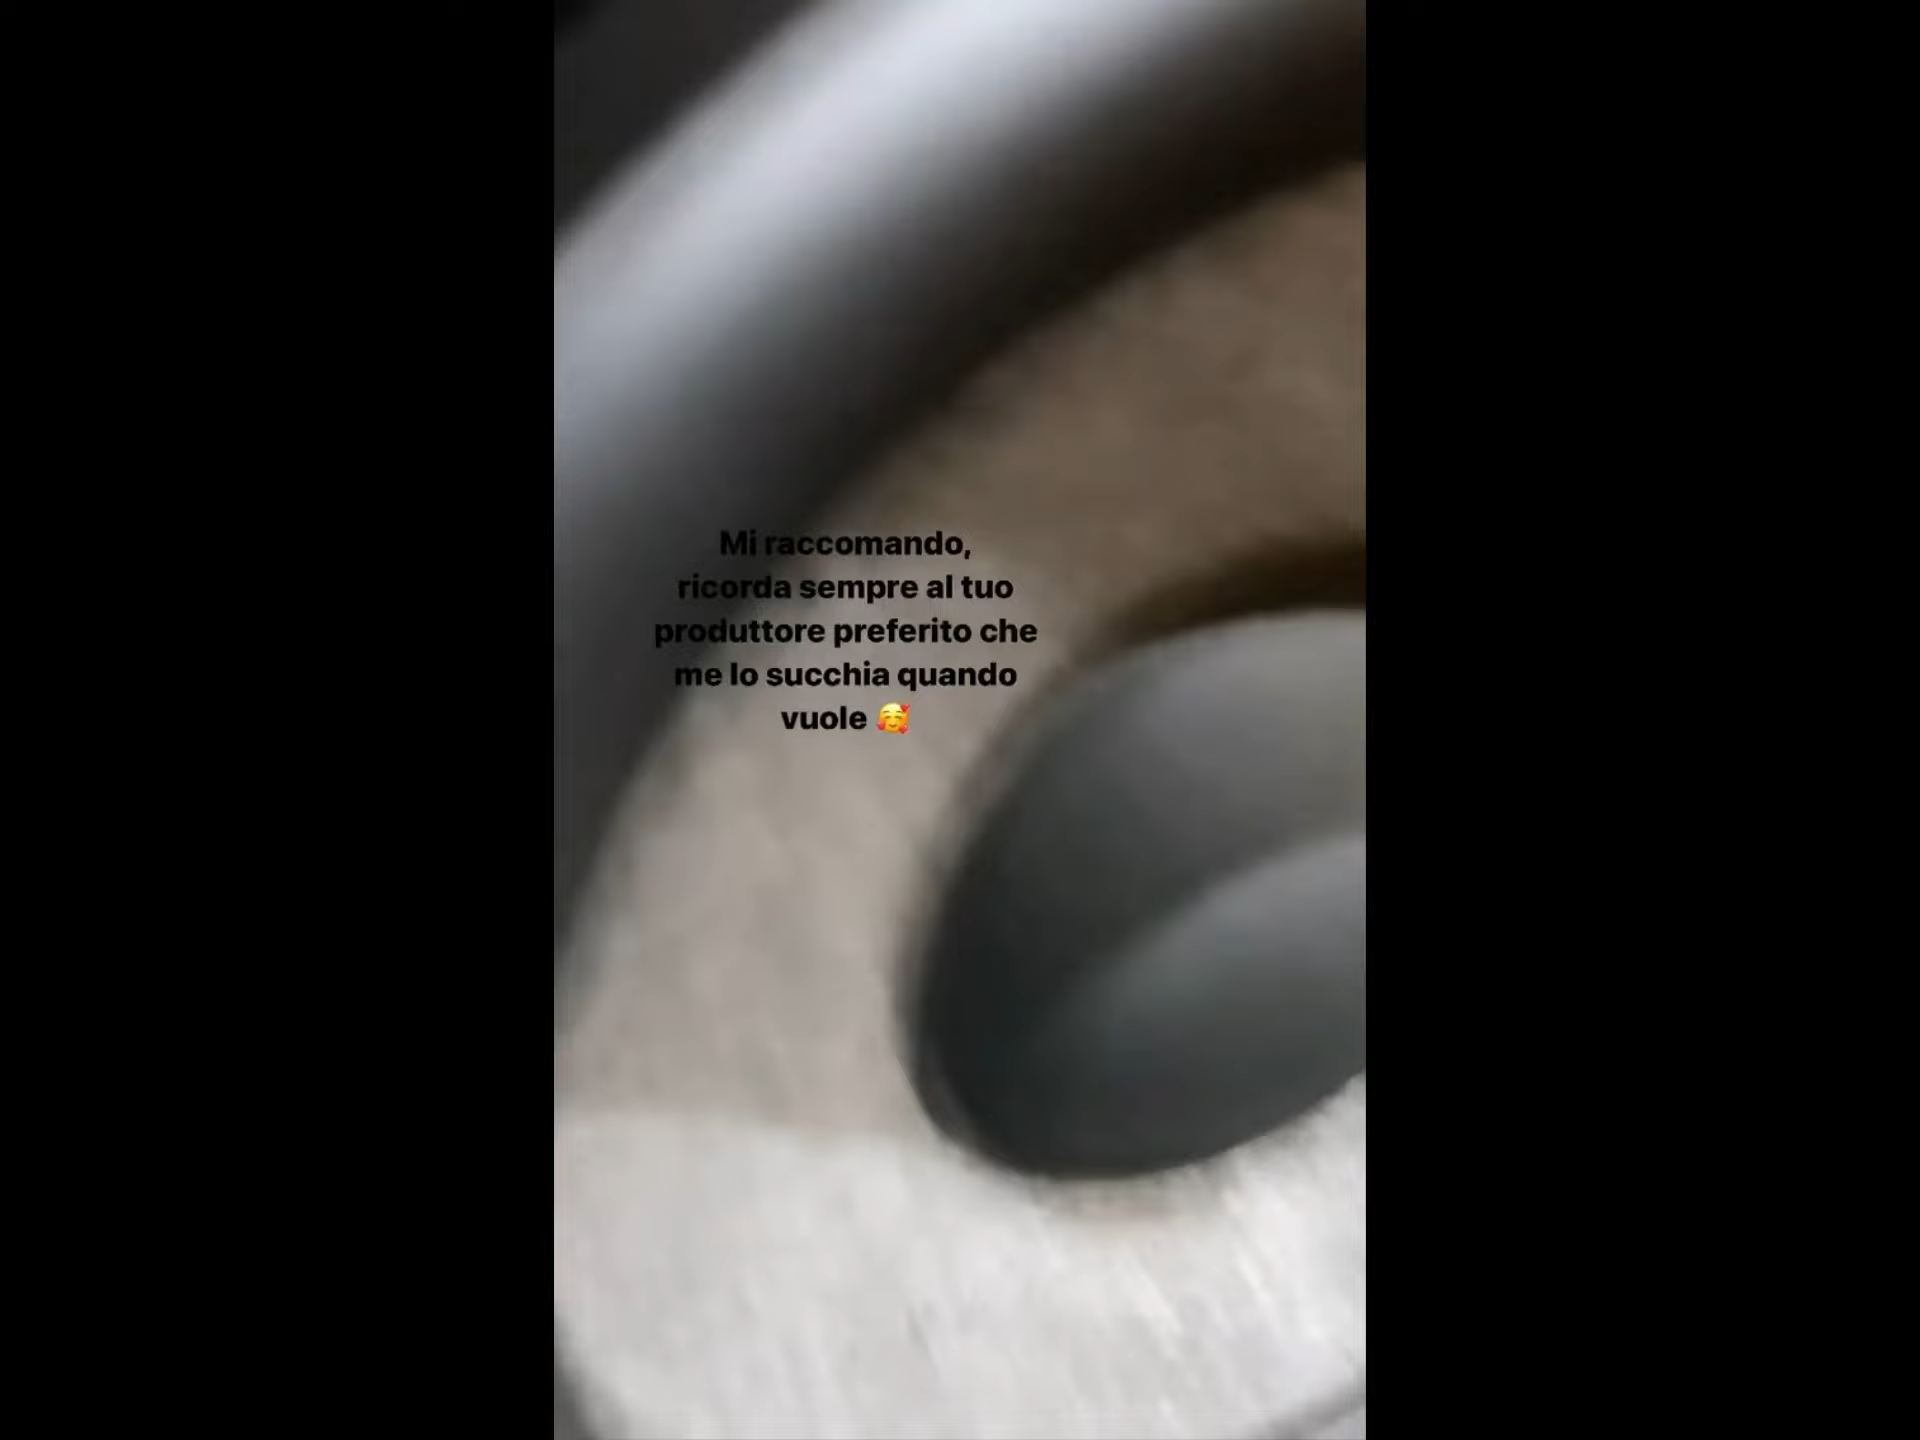 Mi raccomando,
ricorda sempre al tuo
produttore preferito che
me lo succhia quando
vuole 🥰